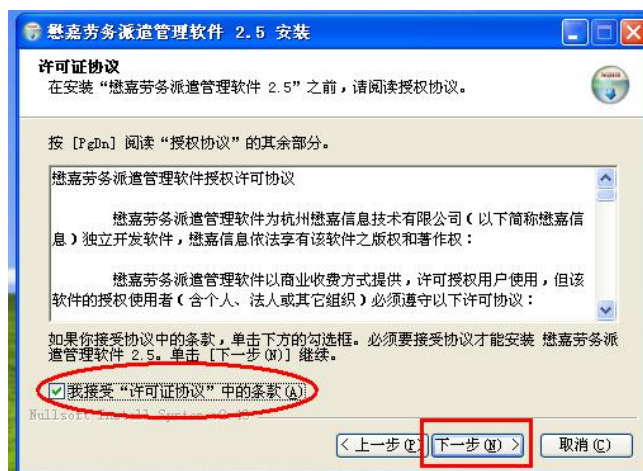 懋嘉劳务派遣管理软件 2.5 安装
许可证协议
在安装“懋嘉劳务派遣管理软件 2.5”之前，请阅读授权协议。
按 [PgDn] 阅读“授权协议”的其余部分。
懋嘉劳务派遣管理软件授权许可协议
懋嘉劳务派遣管理软件为杭州懋嘉信息技术有限公司（以下简称懋嘉信
息）独立开发软件，懋嘉信息依法享有该软件之版权和著作权：
懋嘉劳务派遣管理软件以商业收费方式提供，许可授权用户使用，但该
软件的授权使用者（含个人、法人或其它组织）必须遵守以下许可协议：
如果你接受协议中的条款，单击下方的勾选框。必须要接受协议才能安装 懋嘉劳务派
遣管理软件 2.5。单击 [下一步(N)] 继续。
我接受“许可证协议”中的条款(A)
Nullsoft Install System
< 上一步(P) 下一步(N) > 取消(C)